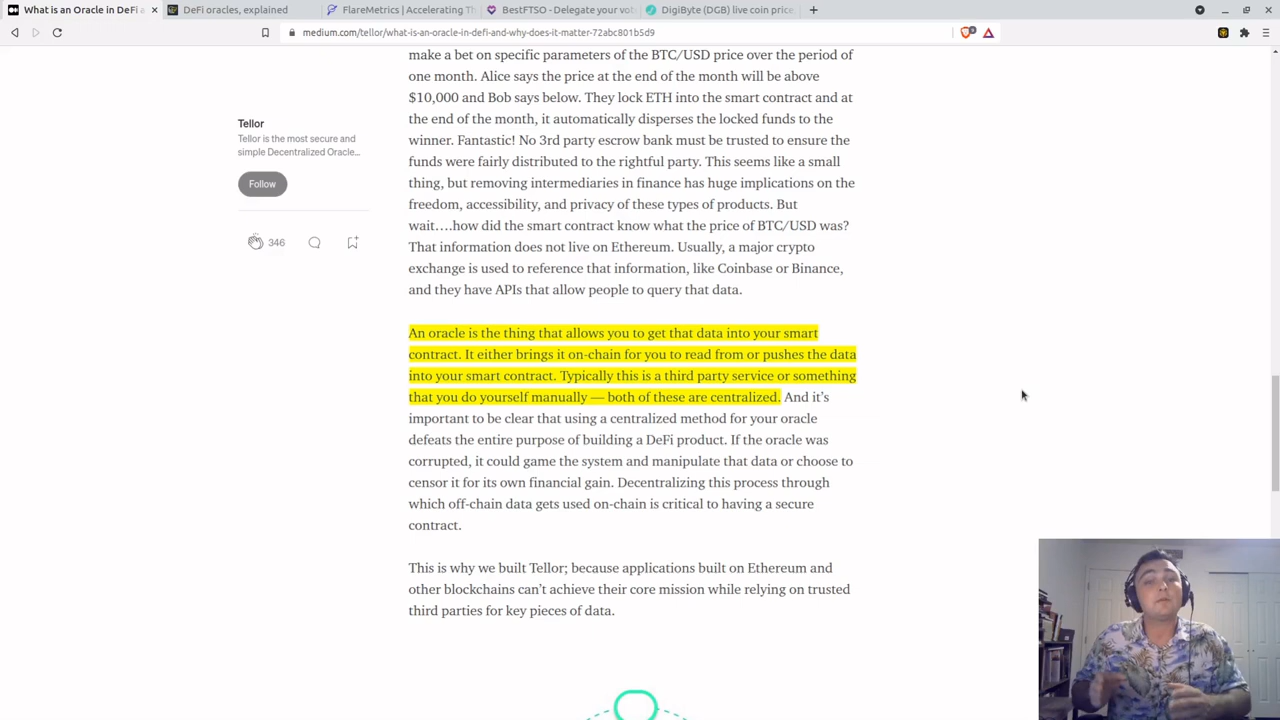 What is an Oracle in DeFi a
DeFi oracles, explained
FlareMetrics | Accelerating Th
BestFTSO - Delegate your vot
DigiByte (DGB) live coin price,
medium.com/tellor/what-is-an-oracle-in-defi-and-why-does-it-matter-72abc801b5d9
make a bet on specific parameters of the BTC/USD price over the period of
one month. Alice says the price at the end of the month will be above
$10,000 and Bob says below. They lock ETH into the smart contract and at
the end of the month, it automatically disperses the locked funds to the
winner. Fantastic! No 3rd party escrow bank must be trusted to ensure the
funds were fairly distributed to the rightful party. This seems like a small
thing, but removing intermediaries in finance has huge implications on the
freedom, accessibility, and privacy of these types of products. But
wait….how did the smart contract know what the price of BTC/USD was?
That information does not live on Ethereum. Usually, a major crypto
exchange is used to reference that information, like Coinbase or Binance,
and they have APIs that allow people to query that data.
Tellor
Tellor is the most secure and
simple Decentralized Oracle…
Follow
346
An oracle is the thing that allows you to get that data into your smart
contract. It either brings it on-chain for you to read from or pushes the data
into your smart contract. Typically this is a third party service or something
that you do yourself manually — both of these are centralized. And it's
important to be clear that using a centralized method for your oracle
defeats the entire purpose of building a DeFi product. If the oracle was
corrupted, it could game the system and manipulate that data or choose to
censor it for its own financial gain. Decentralizing this process through
which off-chain data gets used on-chain is critical to having a secure
contract.
This is why we built Tellor; because applications built on Ethereum and
other blockchains can't achieve their core mission while relying on trusted
third parties for key pieces of data.